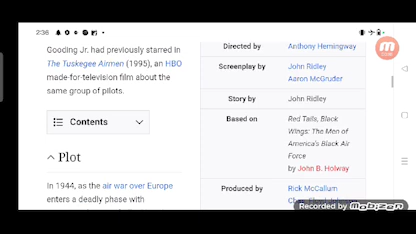 2:36
Gooding Jr. had previously starred in
The Tuskegee Airmen (1995), an HBO
made-for-television film about the
same group of pilots.
Contents
Plot
In 1944, as the air war over Europe
enters a deadly phase with
Directed by Anthony Hemingway
Screenplay by John Ridley
Aaron McGruder
Story by John Ridley
Based on Red Tails, Black
Wings: The Men of
America's Black Air
Force
by John B. Holway
Produced by Rick McCallum
Recorded by Mobizen